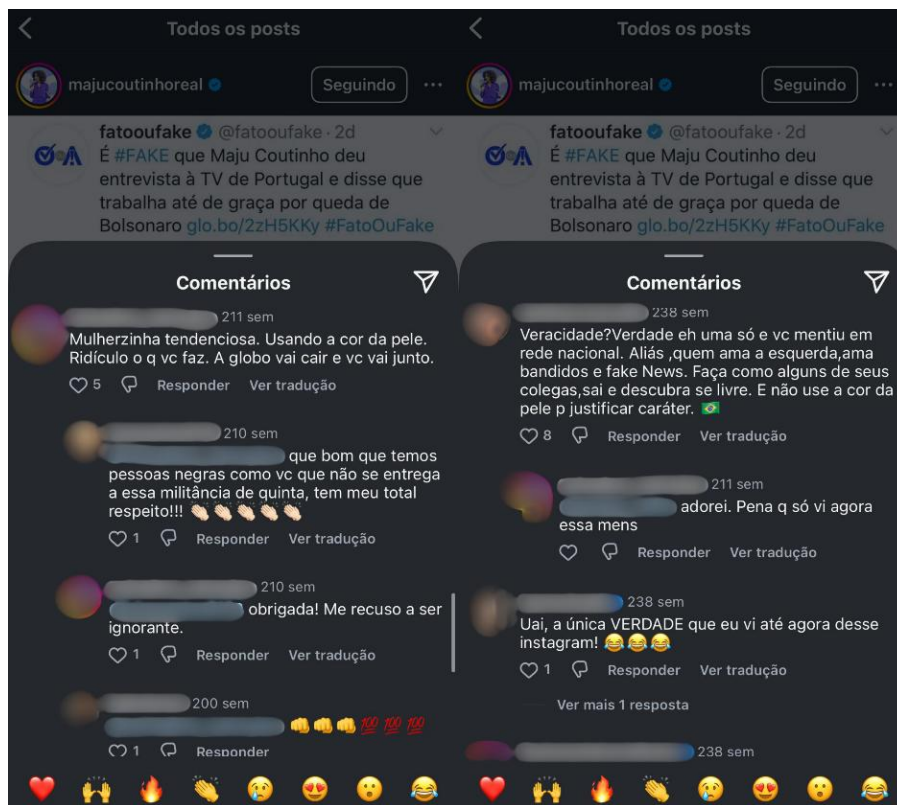 Todos os posts
majucoutinhoreal
Seguindo
fatooufake @fatooufake · 2d
É #FAKE que Maju Coutinho deu
entrevista à TV de Portugal e disse que
trabalha até de graça por queda de
Bolsonaro glo.bo/2zH5KKy #FatoOuFake
Comentários
211 sem
Mulherzinha tendenciosa. Usando a cor da pele.
Ridículo o q vc faz. A globo vai cair e vc vai junto.
5 Responder Ver tradução
210 sem
que bom que temos
pessoas negras como vc que não se entrega
a essa militância de quinta, tem meu total
respeito!!! 👏🏻👏🏻👏🏻👏🏻👏🏻
1 Responder Ver tradução
210 sem
obrigada! Me recuso a ser
ignorante.
1 Responder Ver tradução
200 sem
👊👊👊💯💯💯
1 Responder
Todos os posts
majucoutinhoreal
Seguindo
fatooufake @fatooufake · 2d
É #FAKE que Maju Coutinho deu
entrevista à TV de Portugal e disse que
trabalha até de graça por queda de
Bolsonaro glo.bo/2zH5KKy #FatoOuFake
Comentários
238 sem
Veracidade?Verdade eh uma só e vc mentiu em
rede nacional. Aliás ,quem ama a esquerda,ama
bandidos e fake News. Faça como alguns de seus
colegas,sai e descubra se livre. E não use a cor da
pele p justificar caráter. 🇧🇷
8 Responder Ver tradução
211 sem
adorei. Pena q só vi agora
essa mens
Responder Ver tradução
238 sem
Uai, a única VERDADE que eu vi até agora desse
instagram! 😂😂😂
1 Responder Ver tradução
Ver mais 1 resposta
238 sem